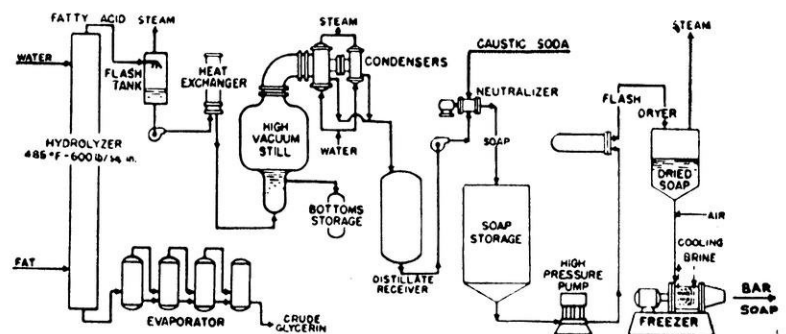 FATTY ACID
STEAM
WATER
FLASH
TANK
HEAT
EXCHANGER
HYDROLYZER
485 °F - 600 lb/sq. in.
FAT
EVAPORATOR
CRUDE
GLYCERIN
STEAM
CONDENSERS
HIGH
VACUUM
STILL
WATER
BOTTOMS
STORAGE
DISTILLATE
RECEIVER
CAUSTIC SODA
NEUTRALIZER
SOAP
SOAP
STORAGE
HIGH
PRESSURE
PUMP
STEAM
FLASH
DRYER
DRIED
SOAP
AIR
COOLING
BRINE
FREEZER
BAR
SOAP